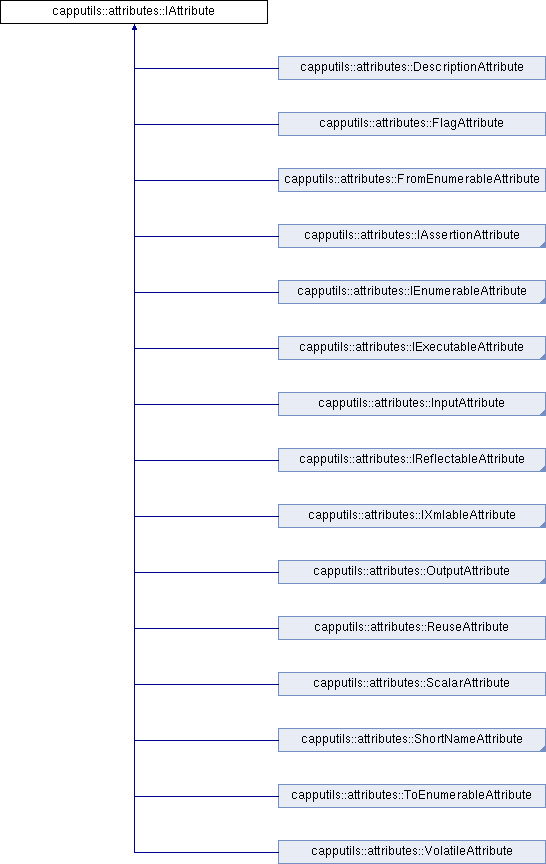 capputils::attributes::IAttribute
capputils::attributes::DescriptionAttribute
capputils::attributes::FlagAttribute
capputils::attributes::FromEnumerableAttribute
capputils::attributes::IAssertionAttribute
capputils::attributes::IEnumerableAttribute
capputils::attributes::IExecutableAttribute
capputils::attributes::InputAttribute
capputils::attributes::IReflectableAttribute
capputils::attributes::IXmlableAttribute
capputils::attributes::OutputAttribute
capputils::attributes::ReuseAttribute
capputils::attributes::ScalarAttribute
capputils::attributes::ShortNameAttribute
capputils::attributes::ToEnumerableAttribute
capputils::attributes::VolatileAttribute